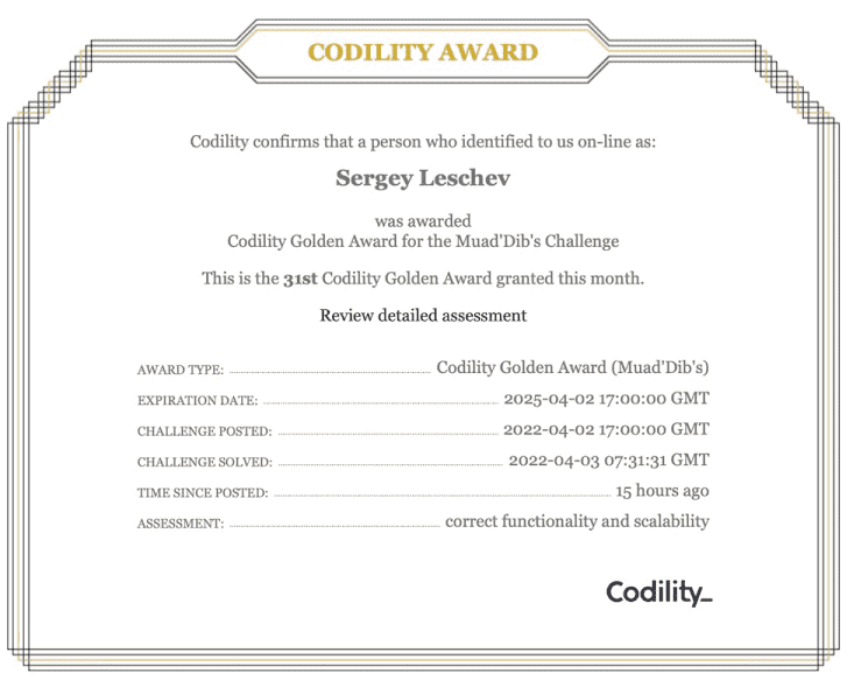 CODILITY AWARD
Codility confirms that a person who identified to us on-line as:
Sergey Leschev
was awarded
Codility Golden Award for the Muad'Dib's Challenge
This is the 31st Codility Golden Award granted this month.
Review detailed assessment
AWARD TYPE: Codility Golden Award (Muad'Dib's)
EXPIRATION DATE: 2025-04-02 17:00:00 GMT
CHALLENGE POSTED: 2022-04-02 17:00:00 GMT
CHALLENGE SOLVED: 2022-04-03 07:31:31 GMT
TIME SINCE POSTED: 15 hours ago
ASSESSMENT: correct functionality and scalability
Codility_